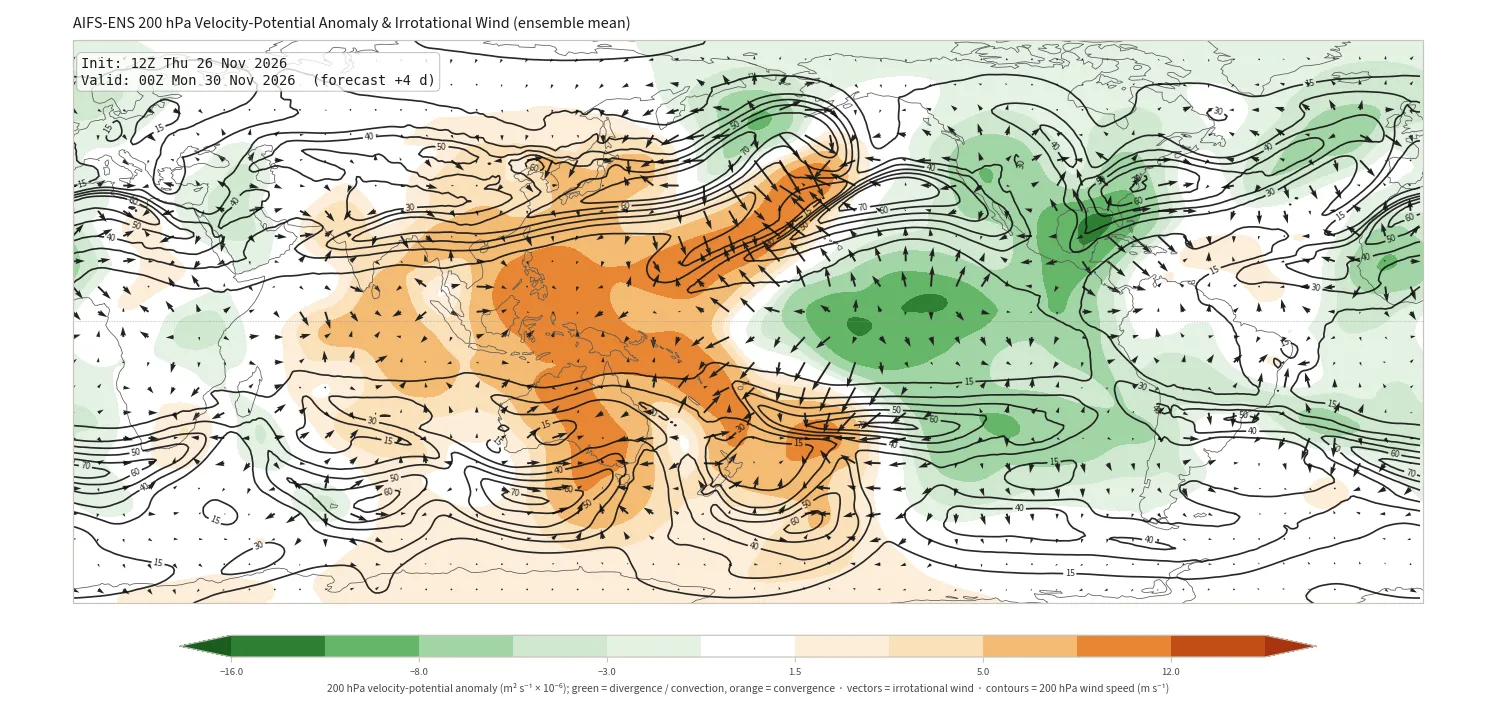 AIFS-ENS 200 hPa Velocity-Potential Anomaly & Irrotational Wind (ensemble mean)
Init: 12Z Thu 26 Nov 2026
Valid: 00Z Mon 30 Nov 2026 (forecast +4 d)
−16.0 −8.0 −3.0 1.5 5.0 12.0
200 hPa velocity-potential anomaly (m² s⁻¹ × 10⁻⁶); green = divergence / convection, orange = convergence · vectors = irrotational wind · contours = 200 hPa wind speed (m s⁻¹)